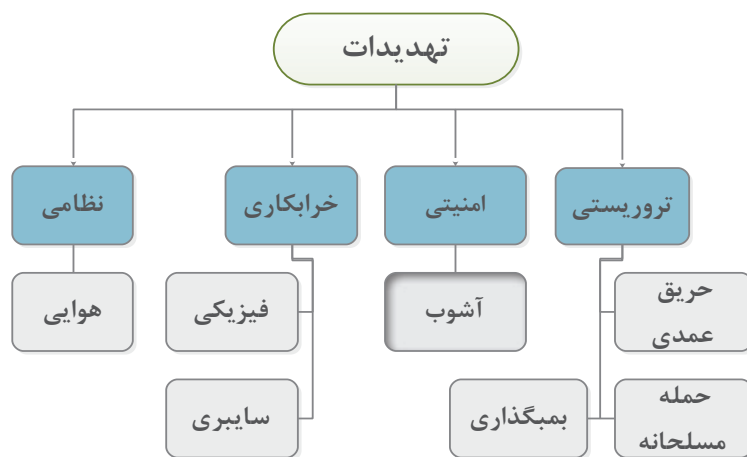 تهدیدات
تروریستی
امنیتی
خرابکاری
نظامی
حریق
عمدی
آشوب
فیزیکی
هوایی
حمله
مسلحانه
بمبگذاری
سایبری